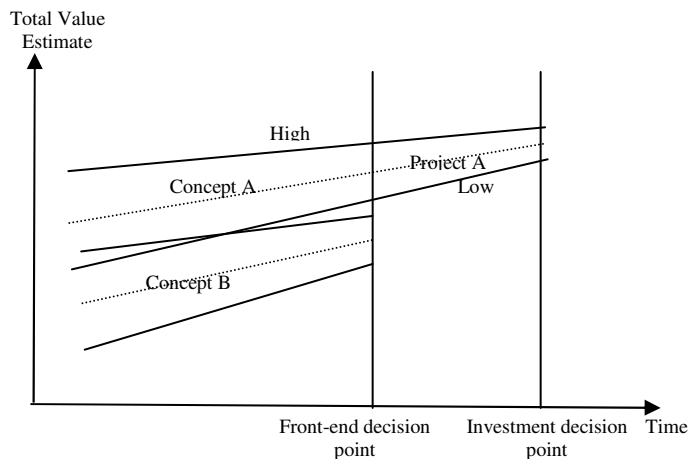 Total Value
Estimate
High
Project A
Concept A
Low
Concept B
Front-end decision
point
Investment decision
point
Time